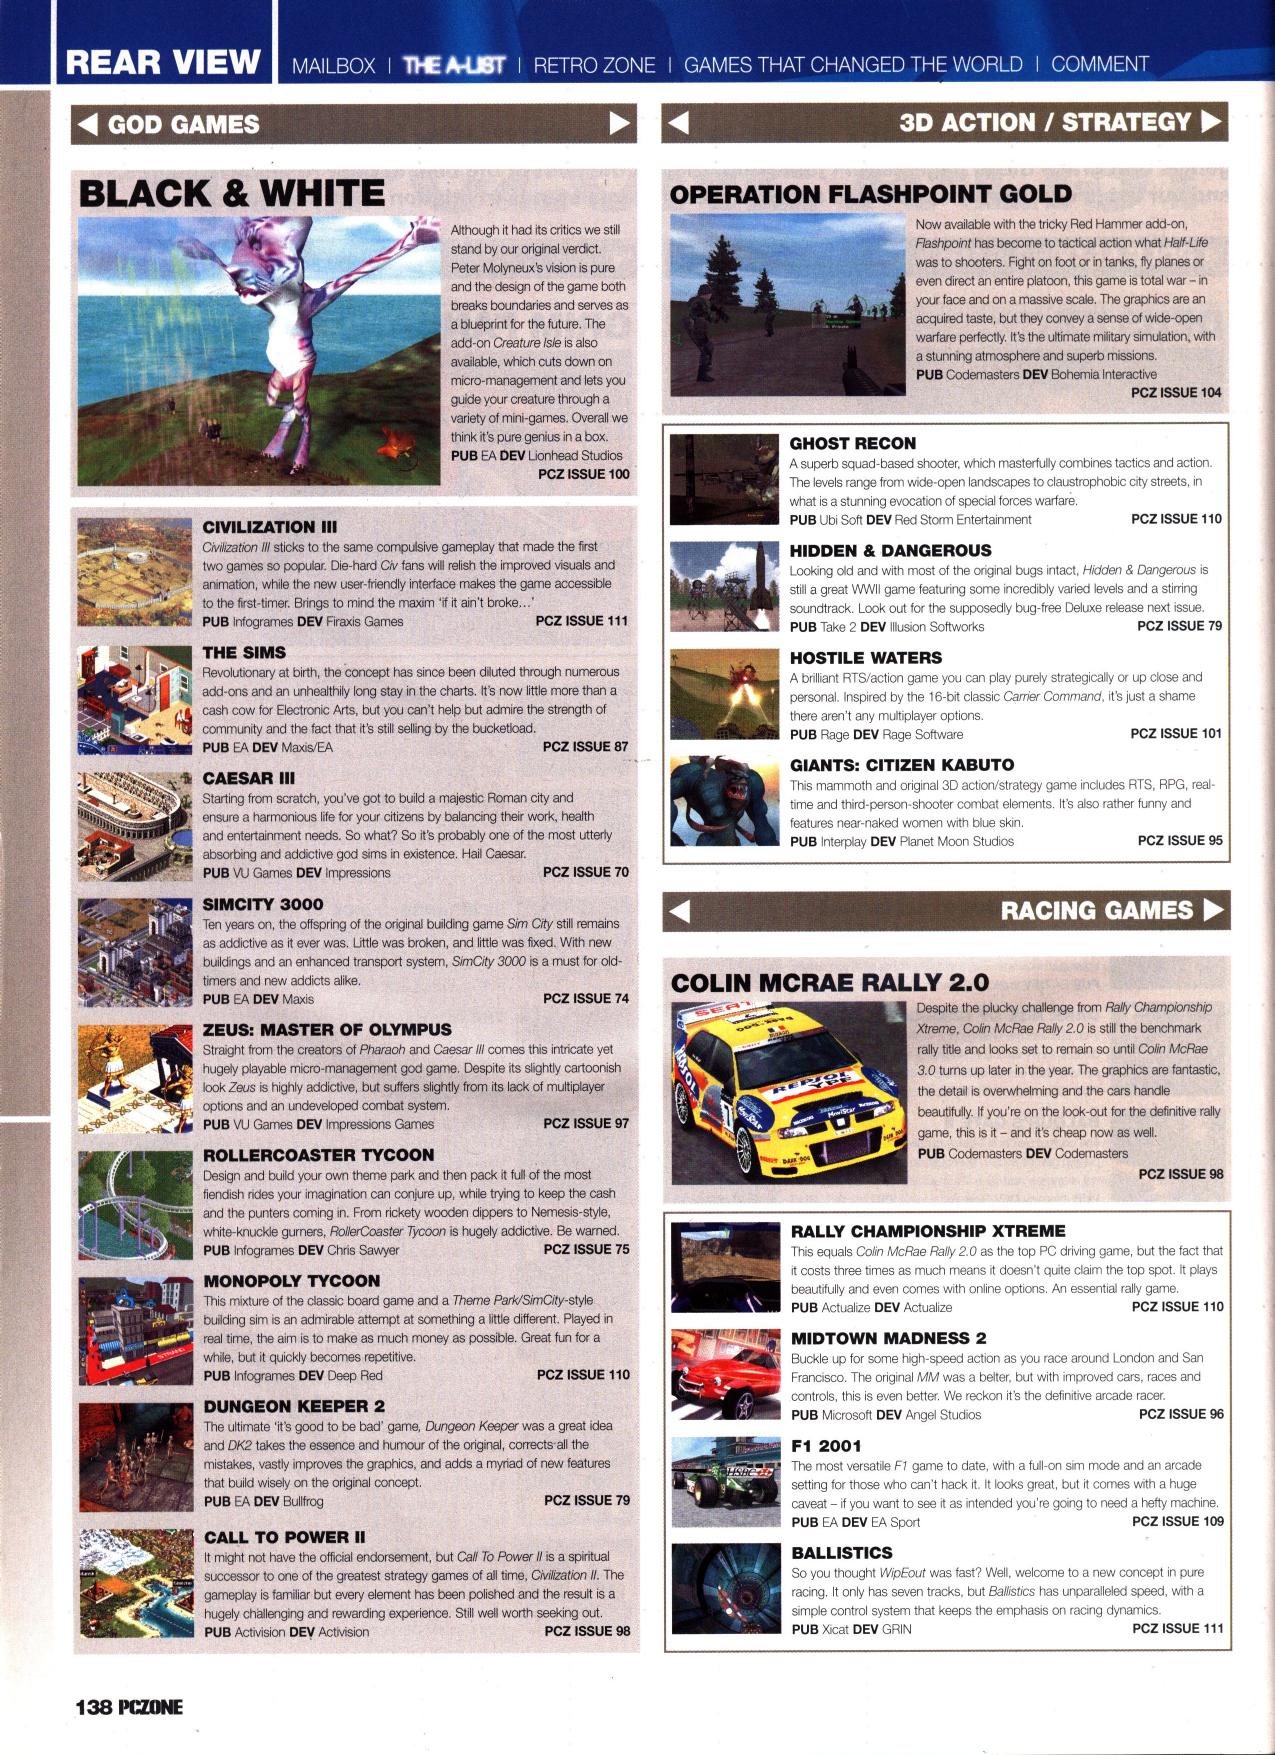 REAR VIEW
MAILBOX | THE A-LIST | RETRO ZONE | GAMES THAT CHANGED THE WORLD | COMMENT
GOD GAMES
BLACK & WHITE
Although it had its critics we still
stand by our original verdict.
Peter Molyneux's vision is pure
and the design of the game both
breaks boundaries and serves as
a blueprint for the future. The
add-on Creature Isle is also
available, which cuts down on
micro-management and lets you
guide your creature through a
variety of mini-games. Overall we
think it's pure genius in a box.
PUB EA DEV Lionhead Studios
PCZ ISSUE 100
CIVILIZATION III
Civilization III sticks to the same compulsive gameplay that made the first
two games so popular. Die-hard Civ fans will relish the improved visuals and
animation, while the new user-friendly interface makes the game accessible
to the first-timer. Brings to mind the maxim 'if it ain't broke...'
PUB Infogrames DEV Firaxis Games PCZ ISSUE 111
THE SIMS
Revolutionary at birth, the concept has since been diluted through numerous
add-ons and an unhealthily long stay in the charts. It's now little more than a
cash cow for Electronic Arts, but you can't help but admire the strength of
community and the fact that it's still selling by the bucketload.
PUB EA DEV Maxis/EA PCZ ISSUE 87
CAESAR III
Starting from scratch, you've got to build a majestic Roman city and
ensure a harmonious life for your citizens by balancing their work, health
and entertainment needs. So what? So it's probably one of the most utterly
absorbing and addictive god sims in existence. Hail Caesar.
PUB VU Games DEV Impressions PCZ ISSUE 70
SIMCITY 3000
Ten years on, the offspring of the original building game Sim City still remains
as addictive as it ever was. Little was broken, and little was fixed. With new
buildings and an enhanced transport system, SimCity 3000 is a must for old-
timers and new addicts alike.
PUB EA DEV Maxis PCZ ISSUE 74
ZEUS: MASTER OF OLYMPUS
Straight from the creators of Pharaoh and Caesar III comes this intricate yet
hugely playable micro-management god game. Despite its slightly cartoonish
look Zeus is highly addictive, but suffers slightly from its lack of multiplayer
options and an undeveloped combat system.
PUB VU Games DEV Impressions Games PCZ ISSUE 97
ROLLERCOASTER TYCOON
Design and build your own theme park and then pack it full of the most
fiendish rides your imagination can conjure up, while trying to keep the cash
and the punters coming in. From rickety wooden dippers to Nemesis-style,
white-knuckle gurners, RollerCoaster Tycoon is hugely addictive. Be warned.
PUB Infogrames DEV Chris Sawyer PCZ ISSUE 75
MONOPOLY TYCOON
This mixture of the classic board game and a Theme Park/SimCity-style
building sim is an admirable attempt at something a little different. Played in
real time, the aim is to make as much money as possible. Great fun for a
while, but it quickly becomes repetitive.
PUB Infogrames DEV Deep Red PCZ ISSUE 110
DUNGEON KEEPER 2
The ultimate 'it's good to be bad' game, Dungeon Keeper was a great idea
and DK2 takes the essence and humour of the original, corrects all the
mistakes, vastly improves the graphics, and adds a myriad of new features
that build wisely on the original concept.
PUB EA DEV Bullfrog PCZ ISSUE 79
CALL TO POWER II
It might not have the official endorsement, but Call To Power II is a spiritual
successor to one of the greatest strategy games of all time, Civilization II. The
gameplay is familiar but every element has been polished and the result is a
hugely challenging and rewarding experience. Still well worth seeking out.
PUB Activision DEV Activision PCZ ISSUE 98
3D ACTION / STRATEGY
OPERATION FLASHPOINT GOLD
Now available with the tricky Red Hammer add-on,
Flashpoint has become to tactical action what Half-Life
was to shooters. Fight on foot or in tanks, fly planes or
even direct an entire platoon, this game is total war – in
your face and on a massive scale. The graphics are an
acquired taste, but they convey a sense of wide-open
warfare perfectly. It's the ultimate military simulation, with
a stunning atmosphere and superb missions.
PUB Codemasters DEV Bohemia Interactive
PCZ ISSUE 104
GHOST RECON
A superb squad-based shooter, which masterfully combines tactics and action.
The levels range from wide-open landscapes to claustrophobic city streets, in
what is a stunning evocation of special forces warfare.
PUB Ubi Soft DEV Red Storm Entertainment PCZ ISSUE 110
HIDDEN & DANGEROUS
Looking old and with most of the original bugs intact, Hidden & Dangerous is
still a great WWII game featuring some incredibly varied levels and a stirring
soundtrack. Look out for the supposedly bug-free Deluxe release next issue.
PUB Take 2 DEV Illusion Softworks PCZ ISSUE 79
HOSTILE WATERS
A brilliant RTS/action game you can play purely strategically or up close and
personal. Inspired by the 16-bit classic Carrier Command, it's just a shame
there aren't any multiplayer options.
PUB Rage DEV Rage Software PCZ ISSUE 101
GIANTS: CITIZEN KABUTO
This mammoth and original 3D action/strategy game includes RTS, RPG, real-
time and third-person-shooter combat elements. It's also rather funny and
features near-naked women with blue skin.
PUB Interplay DEV Planet Moon Studios PCZ ISSUE 95
RACING GAMES
COLIN MCRAE RALLY 2.0
REPSOL
MoviStar
Despite the plucky challenge from Rally Championship
Xtreme, Colin McRae Rally 2.0 is still the benchmark
rally title and looks set to remain so until Colin McRae
3.0 turns up later in the year. The graphics are fantastic,
the detail is overwhelming and the cars handle
beautifully. If you're on the look-out for the definitive rally
game, this is it – and it's cheap now as well.
PUB Codemasters DEV Codemasters
PCZ ISSUE 98
RALLY CHAMPIONSHIP XTREME
This equals Colin McRae Rally 2.0 as the top PC driving game, but the fact that
it costs three times as much means it doesn't quite claim the top spot. It plays
beautifully and even comes with online options. An essential rally game.
PUB Actualize DEV Actualize PCZ ISSUE 110
MIDTOWN MADNESS 2
Buckle up for some high-speed action as you race around London and San
Francisco. The original MM was a belter, but with improved cars, races and
controls, this is even better. We reckon it's the definitive arcade racer.
PUB Microsoft DEV Angel Studios PCZ ISSUE 96
F1 2001
The most versatile F1 game to date, with a full-on sim mode and an arcade
setting for those who can't hack it. It looks great, but it comes with a huge
caveat – if you want to see it as intended you're going to need a hefty machine.
PUB EA DEV EA Sport PCZ ISSUE 109
BALLISTICS
So you thought WipEout was fast? Well, welcome to a new concept in pure
racing. It only has seven tracks, but Ballistics has unparalleled speed, with a
simple control system that keeps the emphasis on racing dynamics.
PUB Xicat DEV GRIN PCZ ISSUE 111
138 PCZONE